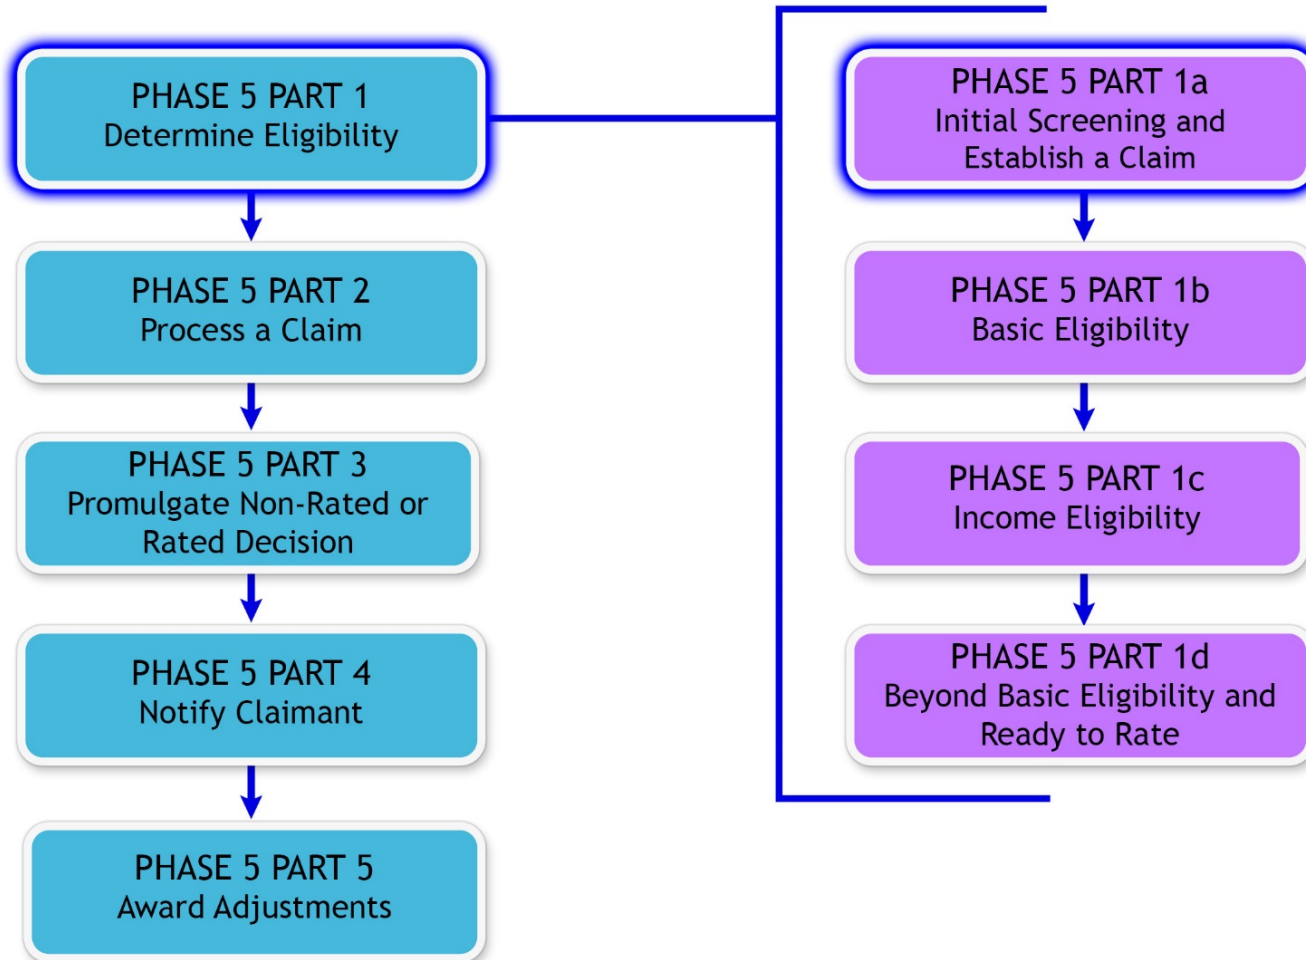 PHASE 5 PART 1
Determine Eligibility
PHASE 5 PART 2
Process a Claim
PHASE 5 PART 3
Promulgate Non-Rated or
Rated Decision
PHASE 5 PART 4
Notify Claimant
PHASE 5 PART 5
Award Adjustments
PHASE 5 PART 1a
Initial Screening and
Establish a Claim
PHASE 5 PART 1b
Basic Eligibility
PHASE 5 PART 1c
Income Eligibility
PHASE 5 PART 1d
Beyond Basic Eligibility and
Ready to Rate